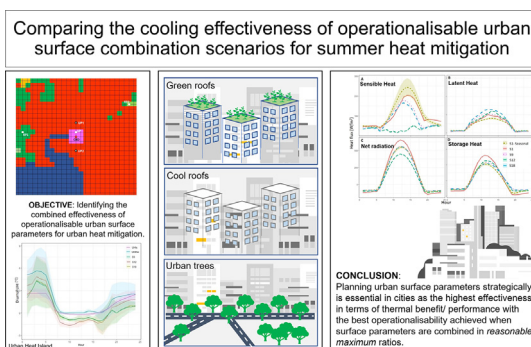 Comparing the cooling effectiveness of operationalisable urban
surface combination scenarios for summer heat mitigation
OBJECTIVE: Identifying the
combined effectiveness of
operationalisable urban surface
parameters for urban heat mitigation.
Urban Heat Island
Green roofs
Cool roofs
Urban trees
Sensible Heat
Latent Heat
Net radiation
Storage Heat
CONCLUSION:
Planning urban surface parameters strategically
is essential in cities as the highest effectiveness
in terms of thermal benefit/ performance with
the best operationalisability achieved when
surface parameters are combined in reasonable
maximum ratios.